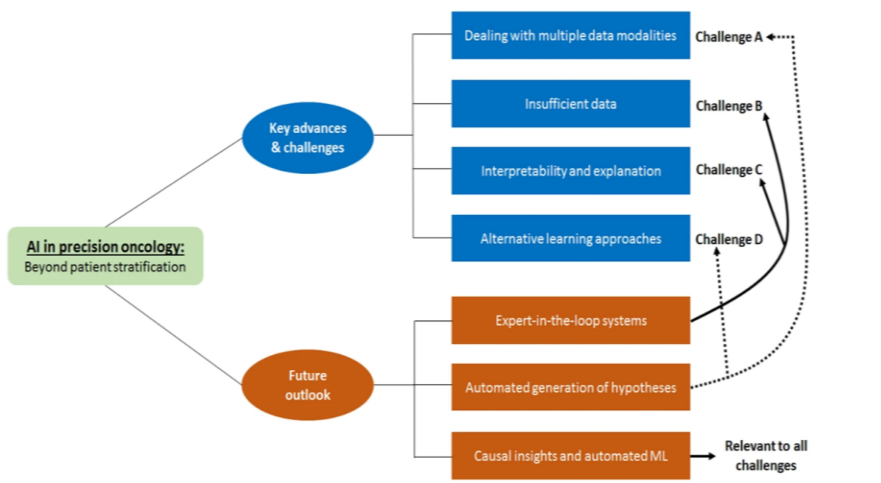 Dealing with multiple data modalities
Challenge A
Insufficient data
Challenge B
Key advances
& challenges
Interpretability and explanation
Challenge C
Alternative learning approaches
Challenge D
AI in precision oncology:
Beyond patient stratification
Expert-in-the-loop systems
Future
outlook
Automated generation of hypotheses
Causal insights and automated ML
Relevant to all
challenges